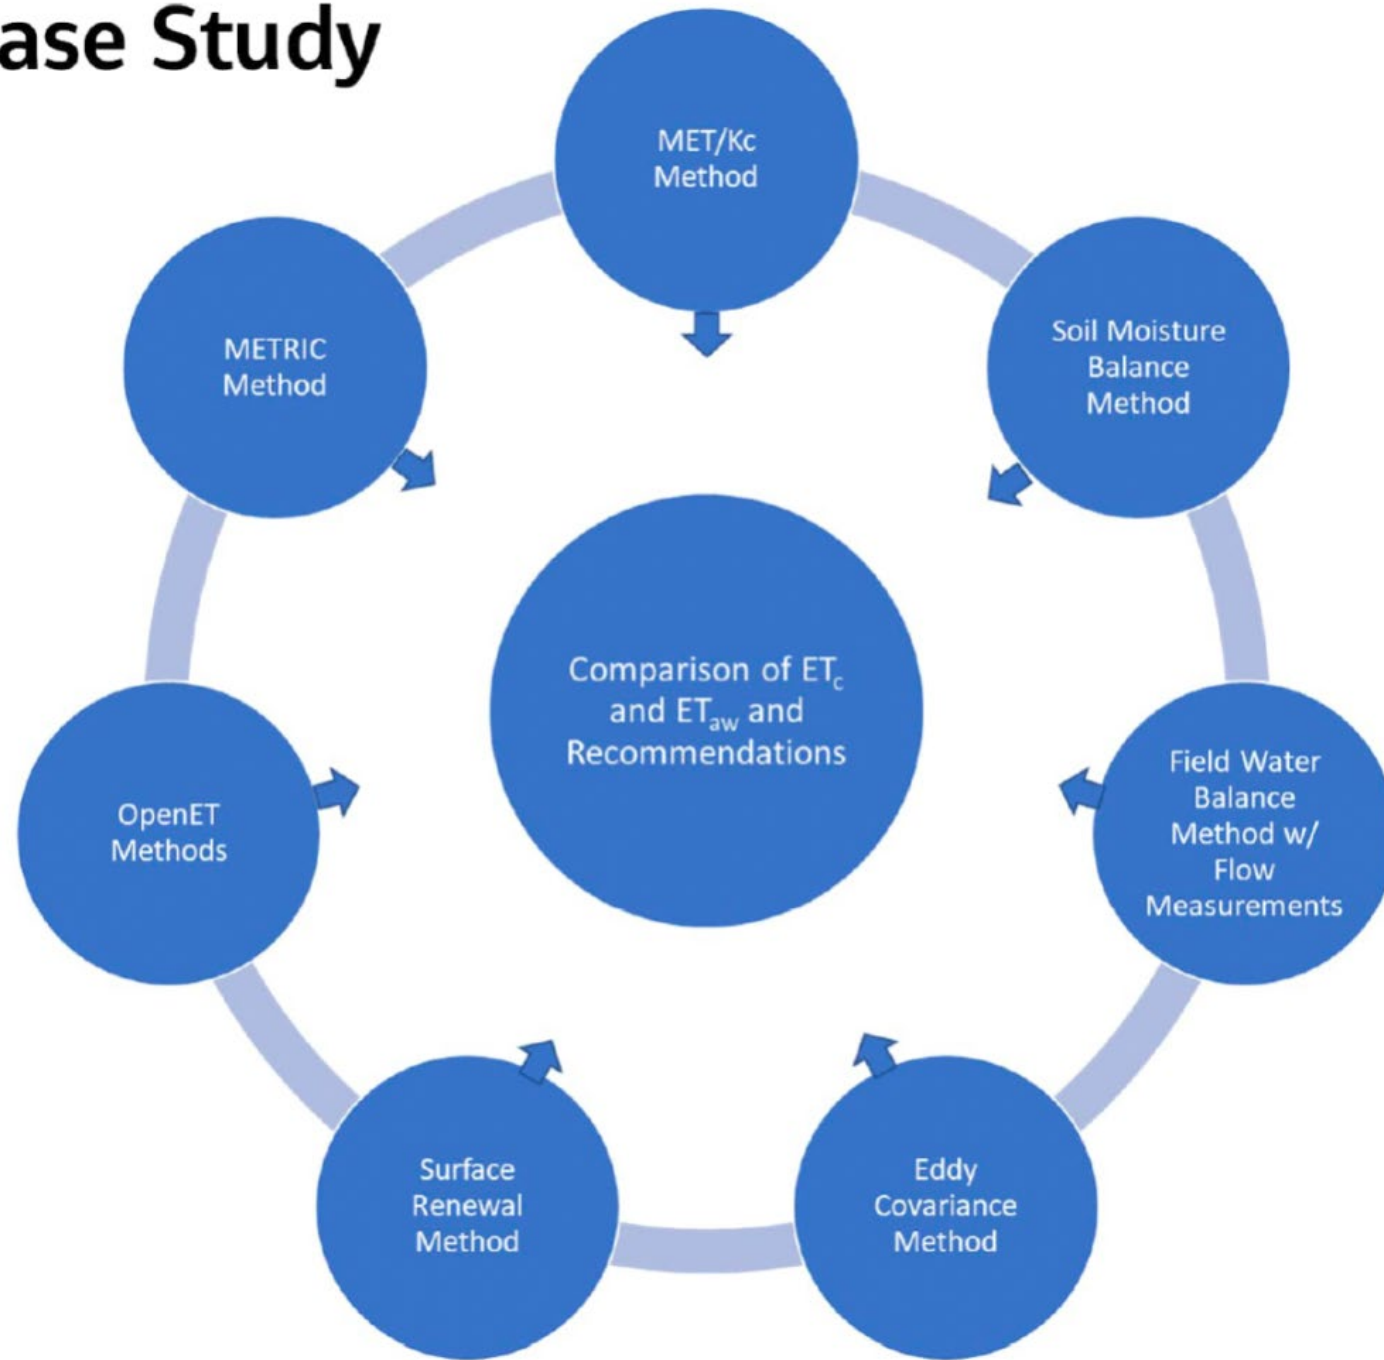 ase Study
MET/Kc
Method
Soil Moisture
Balance
Method
Field Water
Balance
Method w/
Flow
Measurements
Eddy
Covariance
Method
Surface
Renewal
Method
OpenET
Methods
METRIC
Method
Comparison of ETc
and ETaw and
Recommendations